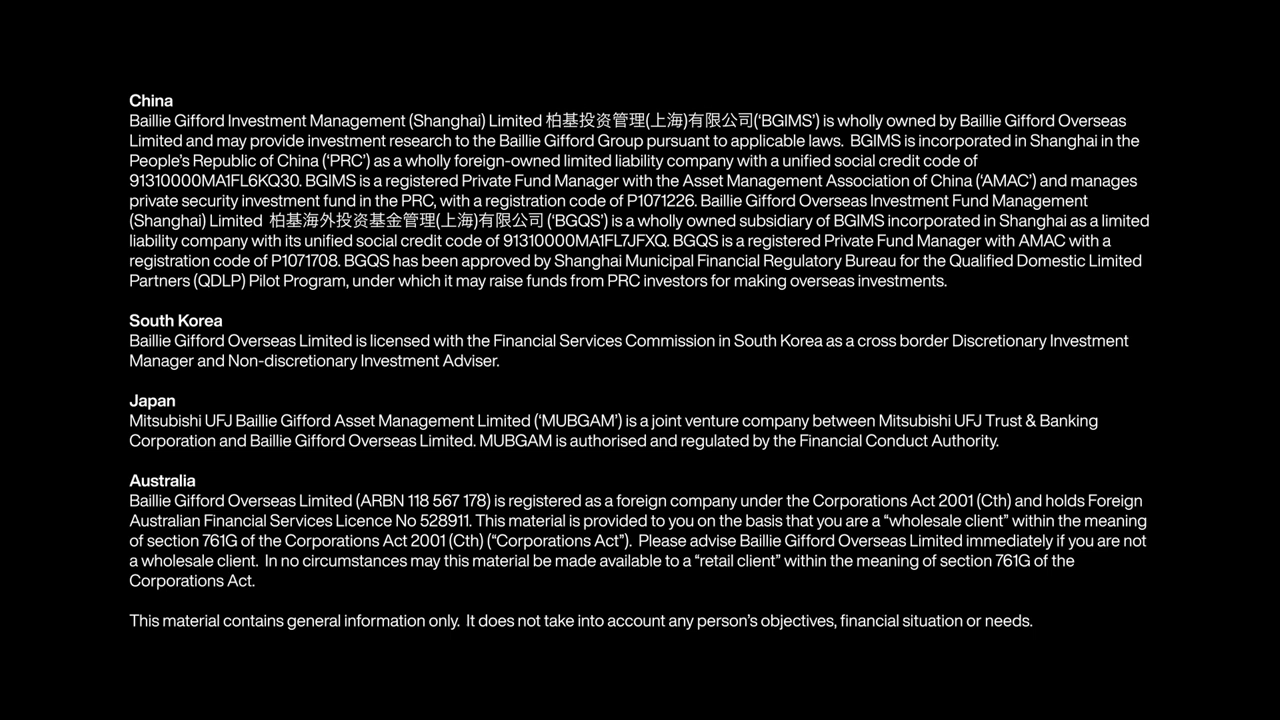 China
Baillie Gifford Investment Management (Shanghai) Limited 柏基投资管理(上海)有限公司(‘BGIMS’) is wholly owned by Baillie Gifford Overseas
Limited and may provide investment research to the Baillie Gifford Group pursuant to applicable laws.  BGIMS is incorporated in Shanghai in the
People’s Republic of China (‘PRC’) as a wholly foreign-owned limited liability company with a unified social credit code of
91310000MA1FL6KQ30. BGIMS is a registered Private Fund Manager with the Asset Management Association of China (‘AMAC’) and manages
private security investment fund in the PRC, with a registration code of P1071226. Baillie Gifford Overseas Investment Fund Management
(Shanghai) Limited  柏基海外投资基金管理(上海)有限公司 (‘BGQS’) is a wholly owned subsidiary of BGIMS incorporated in Shanghai as a limited
liability company with its unified social credit code of 91310000MA1FL7JFXQ. BGQS is a registered Private Fund Manager with AMAC with a
registration code of P1071708. BGQS has been approved by Shanghai Municipal Financial Regulatory Bureau for the Qualified Domestic Limited
Partners (QDLP) Pilot Program, under which it may raise funds from PRC investors for making overseas investments.
South Korea
Baillie Gifford Overseas Limited is licensed with the Financial Services Commission in South Korea as a cross border Discretionary Investment
Manager and Non-discretionary Investment Adviser.
Japan
Mitsubishi UFJ Baillie Gifford Asset Management Limited (‘MUBGAM’) is a joint venture company between Mitsubishi UFJ Trust & Banking
Corporation and Baillie Gifford Overseas Limited. MUBGAM is authorised and regulated by the Financial Conduct Authority.
Australia
Baillie Gifford Overseas Limited (ARBN 118 567 178) is registered as a foreign company under the Corporations Act 2001 (Cth) and holds Foreign
Australian Financial Services Licence No 528911. This material is provided to you on the basis that you are a “wholesale client” within the meaning
of section 761G of the Corporations Act 2001 (Cth) (“Corporations Act”).  Please advise Baillie Gifford Overseas Limited immediately if you are not
a wholesale client.  In no circumstances may this material be made available to a “retail client” within the meaning of section 761G of the
Corporations Act.
This material contains general information only.  It does not take into account any person’s objectives, financial situation or needs.